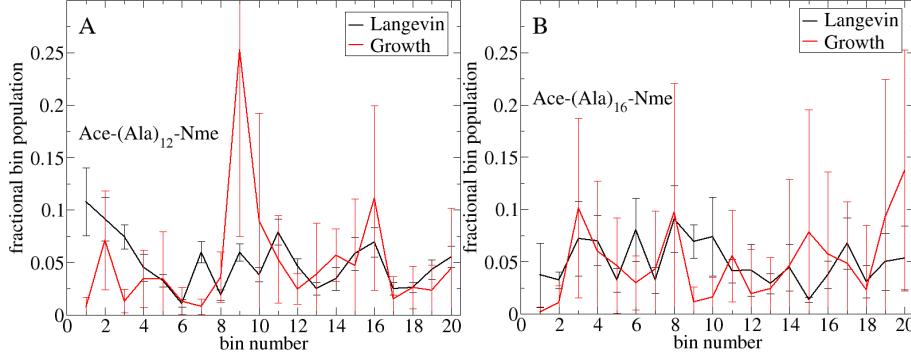 A
Langevin
Growth
Ace-(Ala)12-Nme
fractional bin population
0.25
0.2
0.15
0.1
0.05
0
0 2 4 6 8 10 12 14 16 18 20
bin number
B
Langevin
Growth
Ace-(Ala)16-Nme
fractional bin population
0.25
0.2
0.15
0.1
0.05
0
0 2 4 6 8 10 12 14 16 18 20
bin number